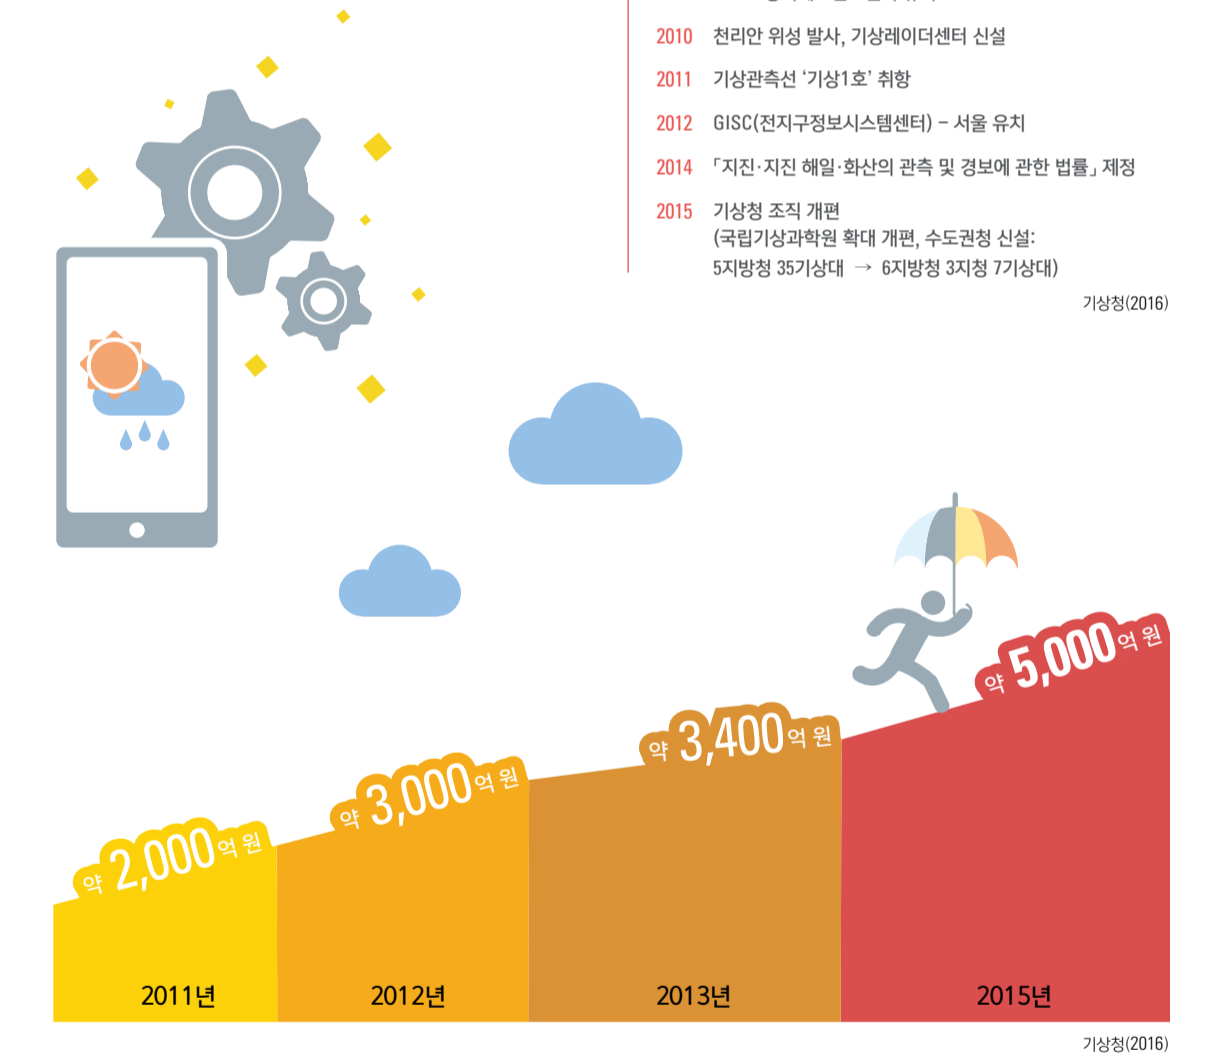 2010 천리안 위성 발사, 기상레이더센터 신설
2011 기상관측선 ‘기상1호’ 취항
2012 GISC(전지구정보시스템센터) – 서울 유치
2014 「지진·지진 해일·화산의 관측 및 경보에 관한 법률」 제정
2015 기상청 조직 개편
(국립기상과학원 확대 개편, 수도권청 신설:
5지방청 35기상대 → 6지방청 3지청 7기상대)
기상청(2016)
약 2,000억 원
약 3,000억 원
약 3,400억 원
약 5,000억 원
2011년
2012년
2013년
2015년
기상청(2016)